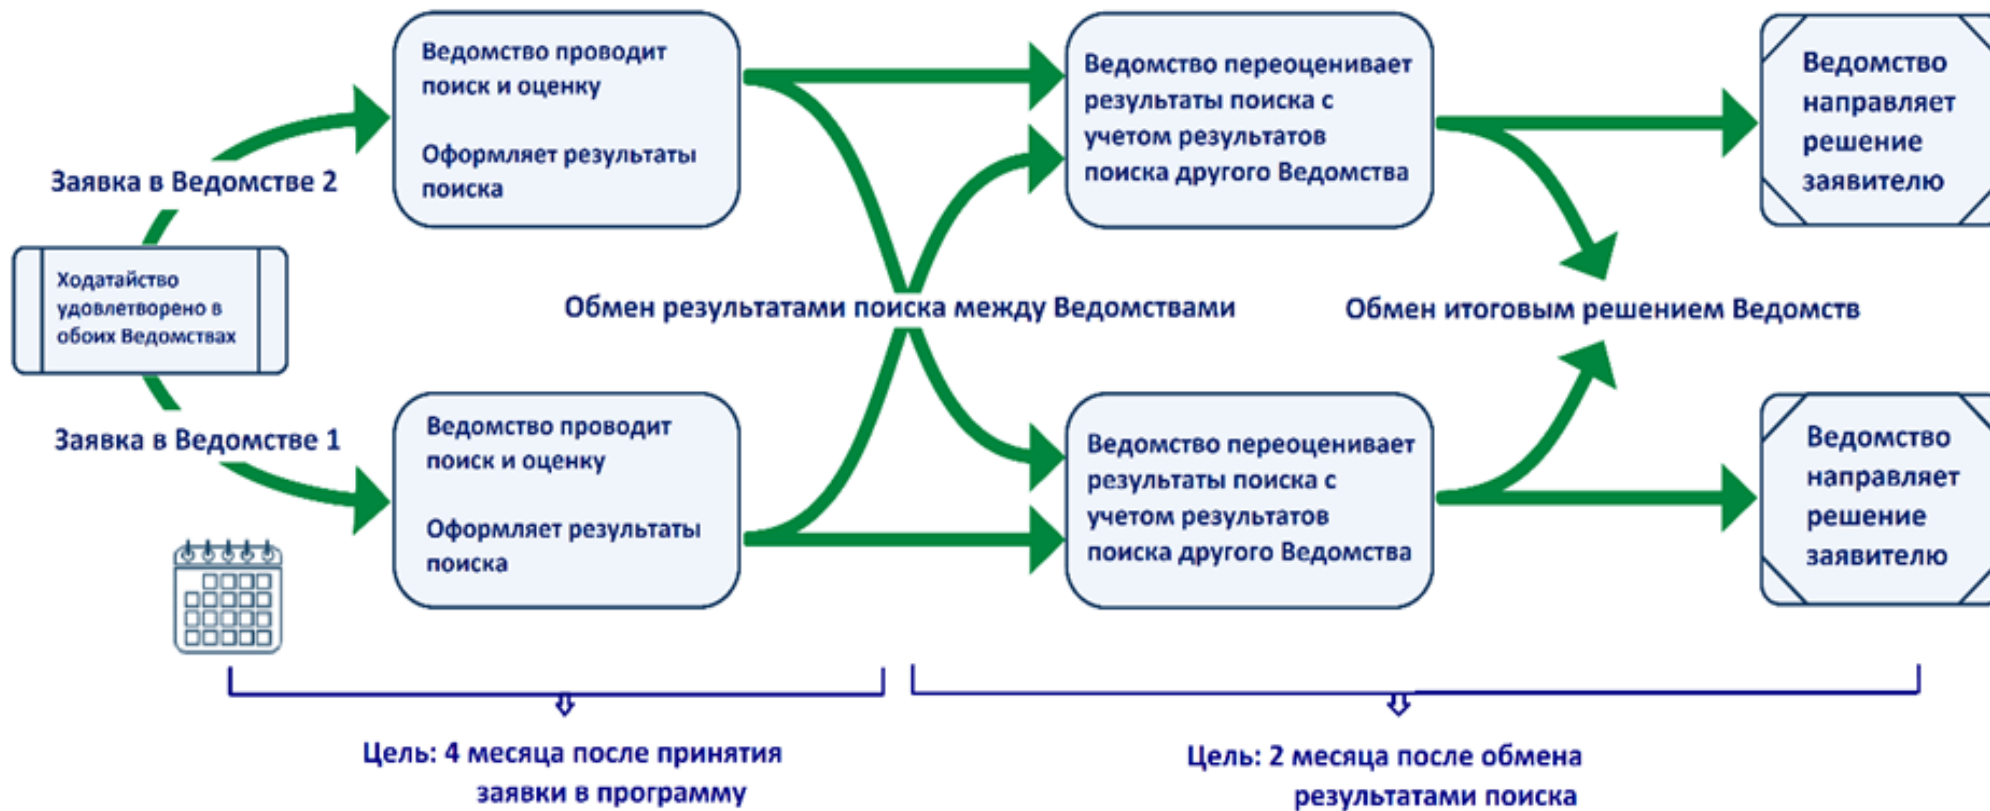 Ведомство проводит
поиск и оценку
Оформляет результаты
поиска
Ведомство переоценивает
результаты поиска с
учетом результатов
поиска другого Ведомства
Ведомство
направляет
решение
заявителю
Заявка в Ведомстве 2
Ходатайство
удовлетворено в
обоих Ведомствах
Обмен результатами поиска между Ведомствами
Обмен итоговым решением Ведомств
Заявка в Ведомстве 1
Ведомство проводит
поиск и оценку
Оформляет результаты
поиска
Ведомство переоценивает
результаты поиска с
учетом результатов
поиска другого Ведомства
Ведомство
направляет
решение
заявителю
Цель: 4 месяца после принятия
заявки в программу
Цель: 2 месяца после обмена
результатами поиска